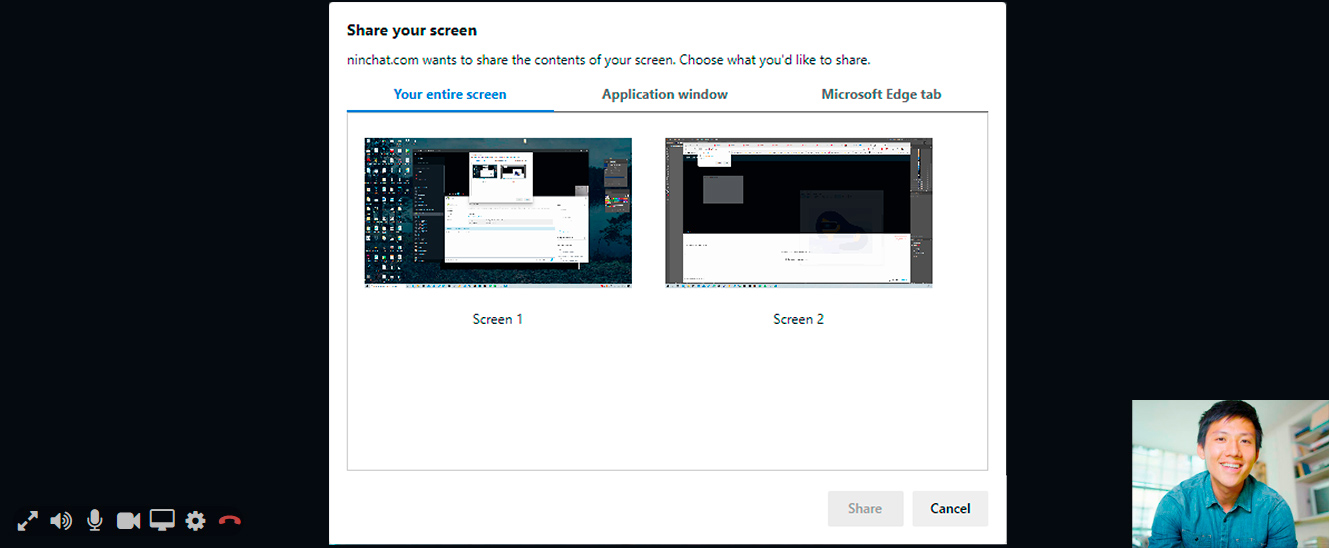 Share your screen
ninchat.com wants to share the contents of your screen. Choose what you'd like to share.
Your entire screen
Application window
Microsoft Edge tab
Screen 1
Screen 2
Share
Cancel